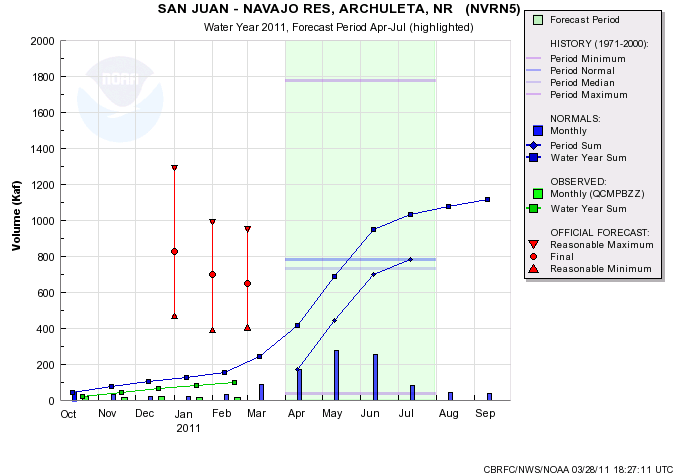 SAN JUAN - NAVAJO RES, ARCHULETA, NR (NVRN5)
Water Year 2011, Forecast Period Apr-Jul (highlighted)
Volume (Kaf)
2000
1800
1600
1400
1200
1000
800
600
400
200
0
NOAA
Oct Nov Dec Jan Feb Mar Apr May Jun Jul Aug Sep
2011
Forecast Period
HISTORY (1971-2000):
Period Minimum
Period Normal
Period Median
Period Maximum
NORMALS:
Monthly
Period Sum
Water Year Sum
OBSERVED:
Monthly (QCMPBZZ)
Water Year Sum
OFFICIAL FORECAST:
Reasonable Maximum
Final
Reasonable Minimum
CBRFC/NWS/NOAA 03/28/11 18:27:11 UTC